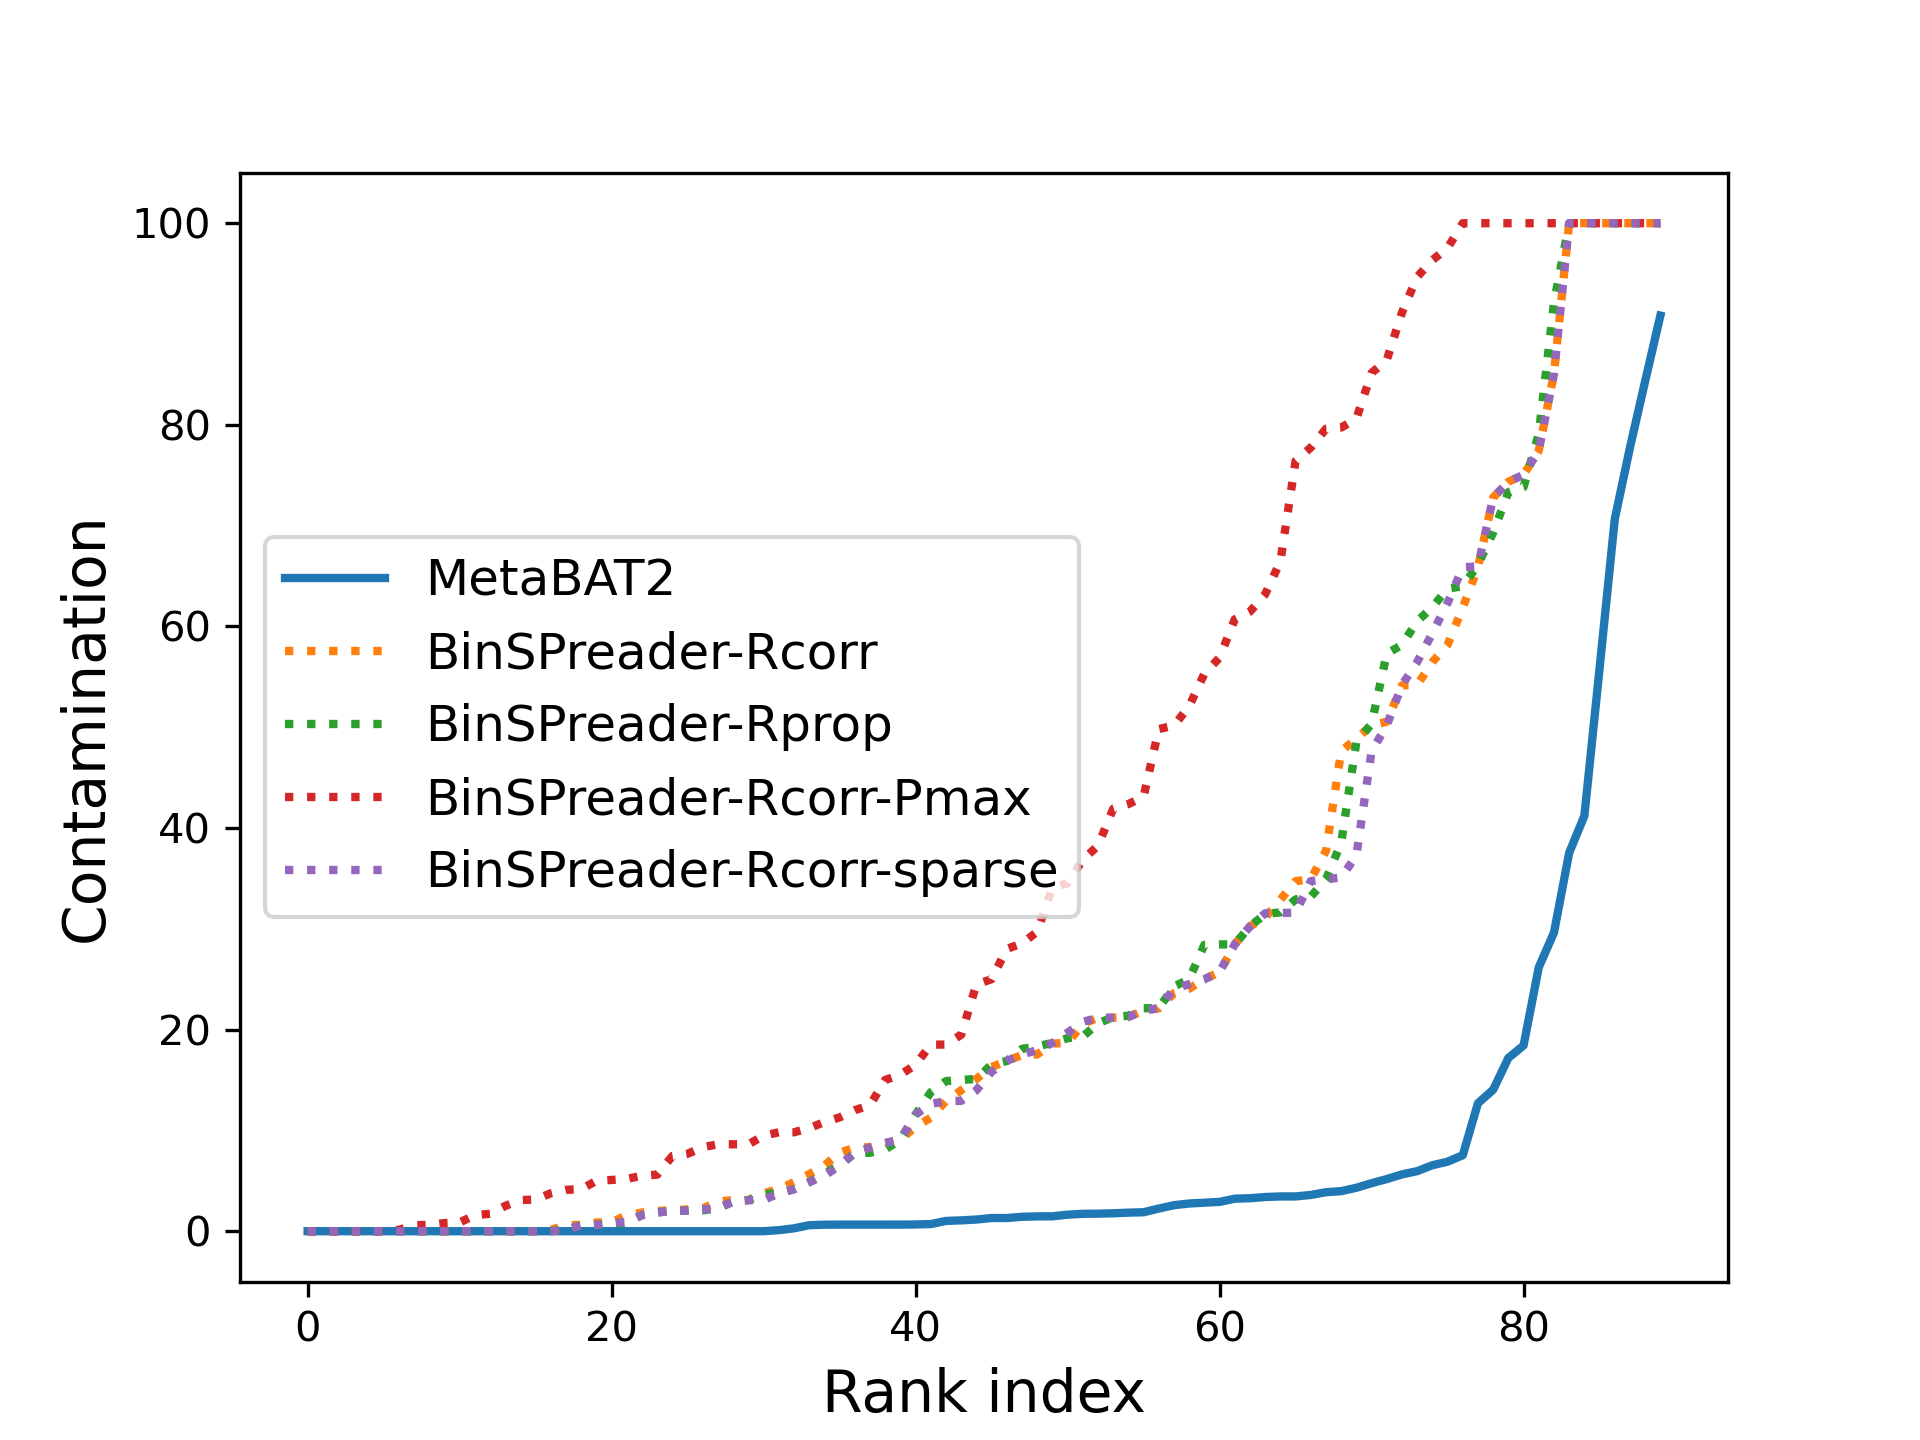 100
80
60
40
20
0
Contamination
MetaBAT2
BinSPreader-Rcorr
BinSPreader-Rprop
BinSPreader-Rcorr-Pmax
BinSPreader-Rcorr-sparse
0 20 40 60 80
Rank index